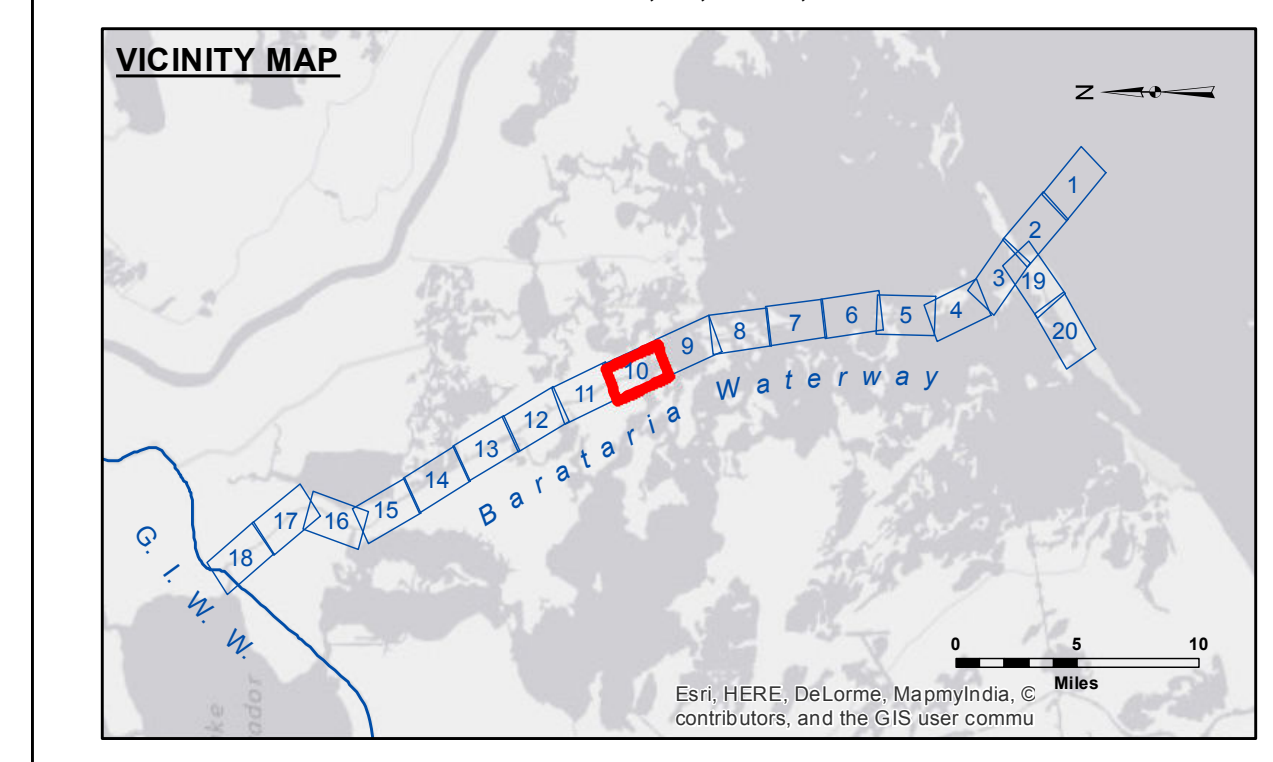 VICINITY MAP
N
1
2
3
19
4
20
5
6
7
8
9
10
11
12
13
14
15
16
17
18
Barataria Waterway
G. I. W. W.
0 5 10
Miles
Esri, HERE, DeLorme, MapmyIndia, ©
contributors, and the GIS user commu
ke
ador